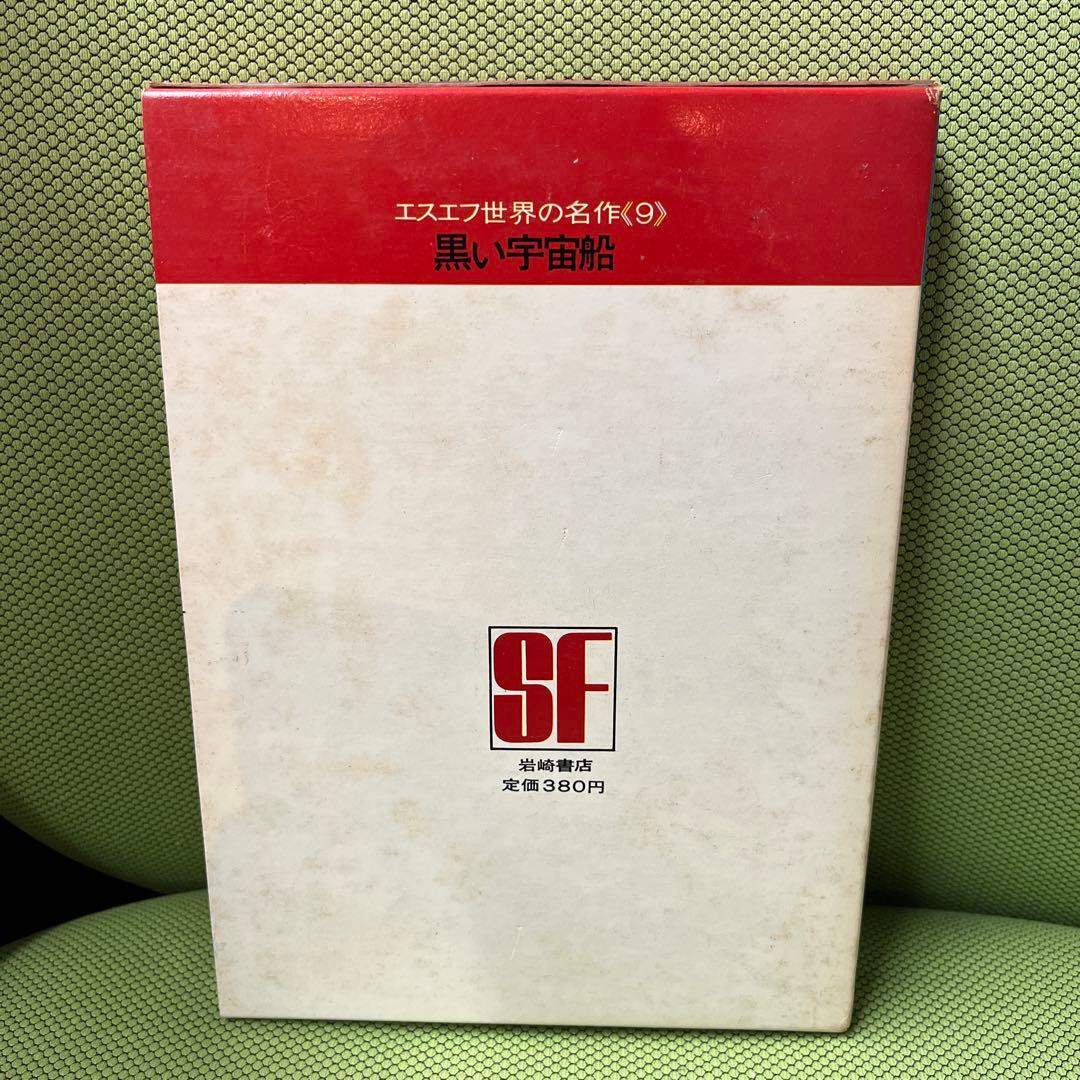 エスエフ世界の名作《9》
黒い宇宙船
SF
岩崎書店
定価380円